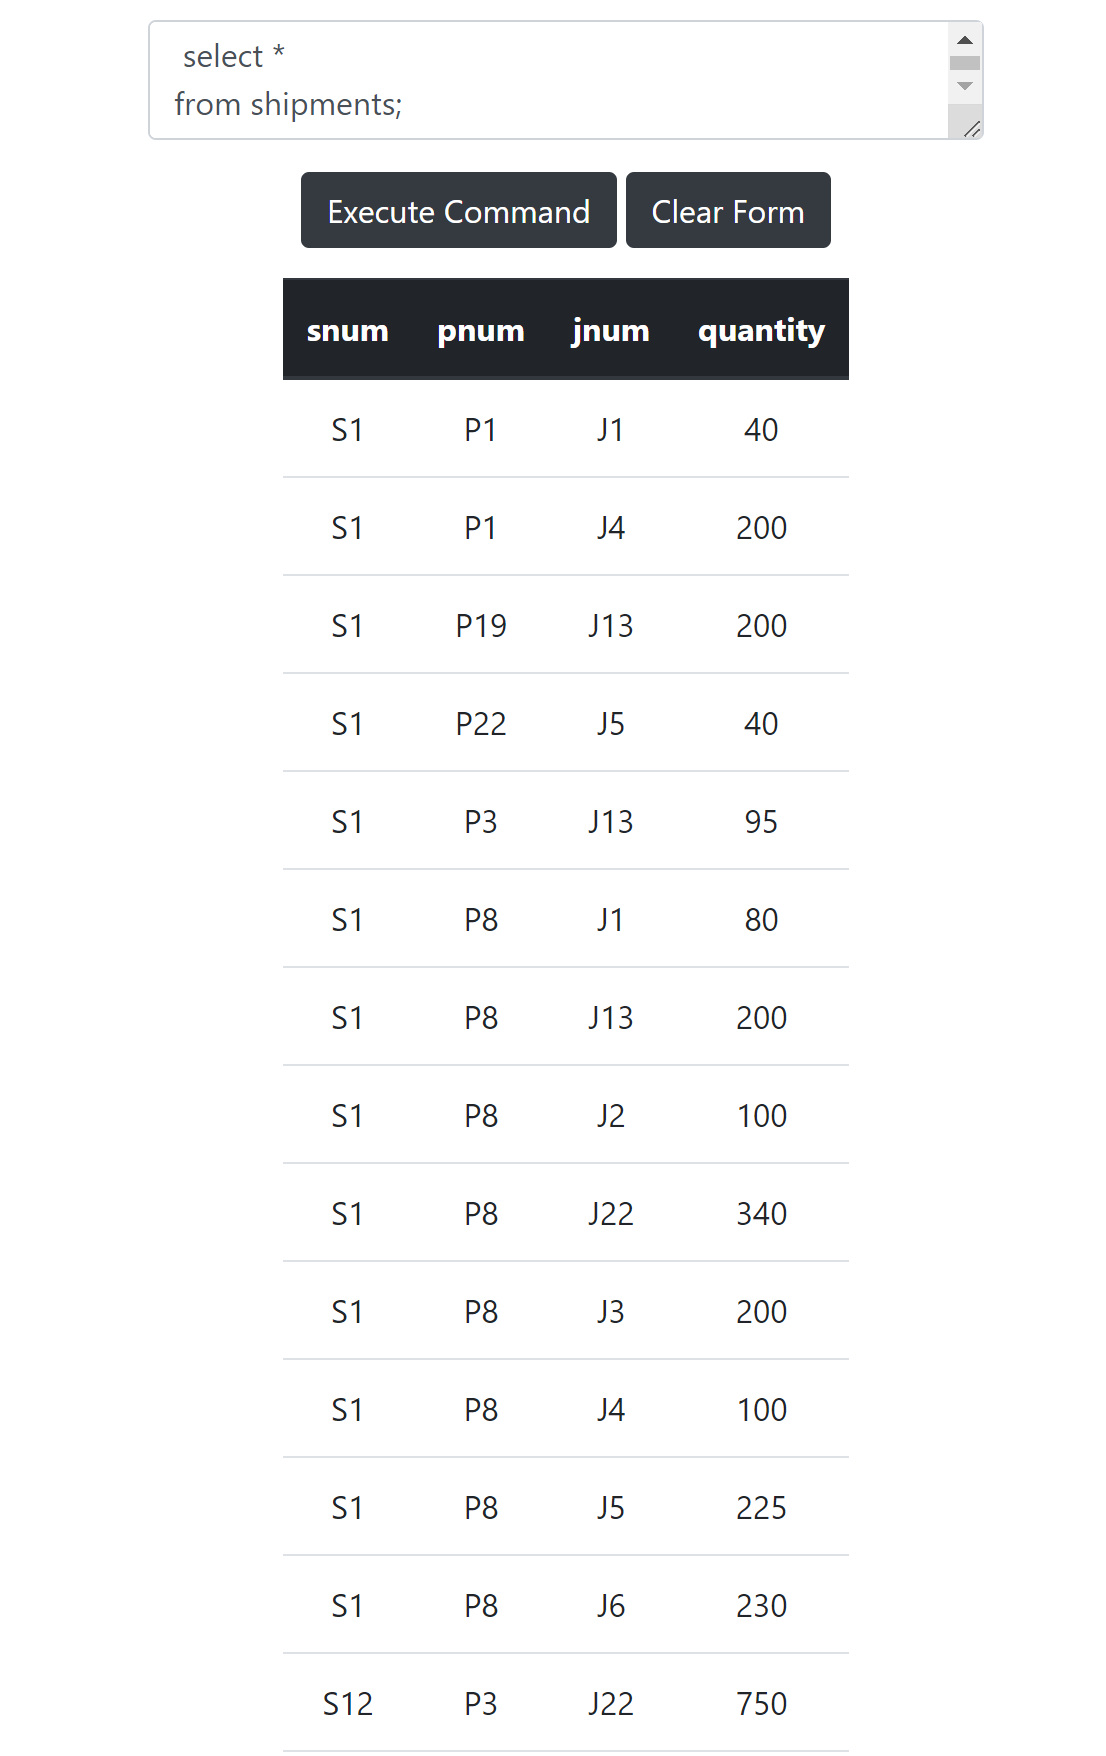 select *
from shipments;
Execute Command Clear Form
snum pnum jnum quantity
S1 P1 J1 40
S1 P1 J4 200
S1 P19 J13 200
S1 P22 J5 40
S1 P3 J13 95
S1 P8 J1 80
S1 P8 J13 200
S1 P8 J2 100
S1 P8 J22 340
S1 P8 J3 200
S1 P8 J4 100
S1 P8 J5 225
S1 P8 J6 230
S12 P3 J22 750